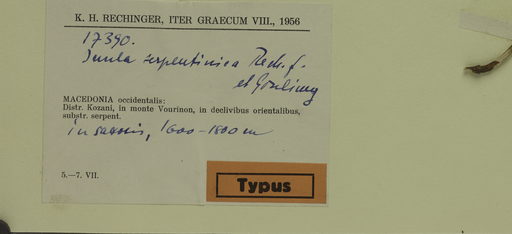 K. H. RECHINGER, ITER GRAECUM VIII., 1956
17390.
Inula serpentinica Rech. f.
et Goulimy
MACEDONIA occidentalis:
Distr. Kozani, in monte Vourinon, in declivibus orientalibus,
substr. serpent.
in saxosis, 1600–1800 m
5.—7. VII.
Typus